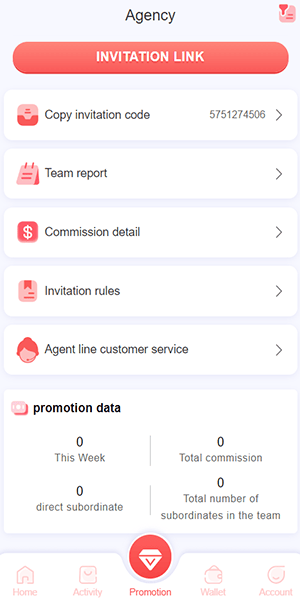 Agency
INVITATION LINK
Copy invitation code 5751274506
Team report
Commission detail
$
Invitation rules
Agent line customer service
promotion data
0
This Week
0
Total commission
0
direct subordinate
0
Total number of
subordinates in the team
Home Activity Promotion Wallet Account